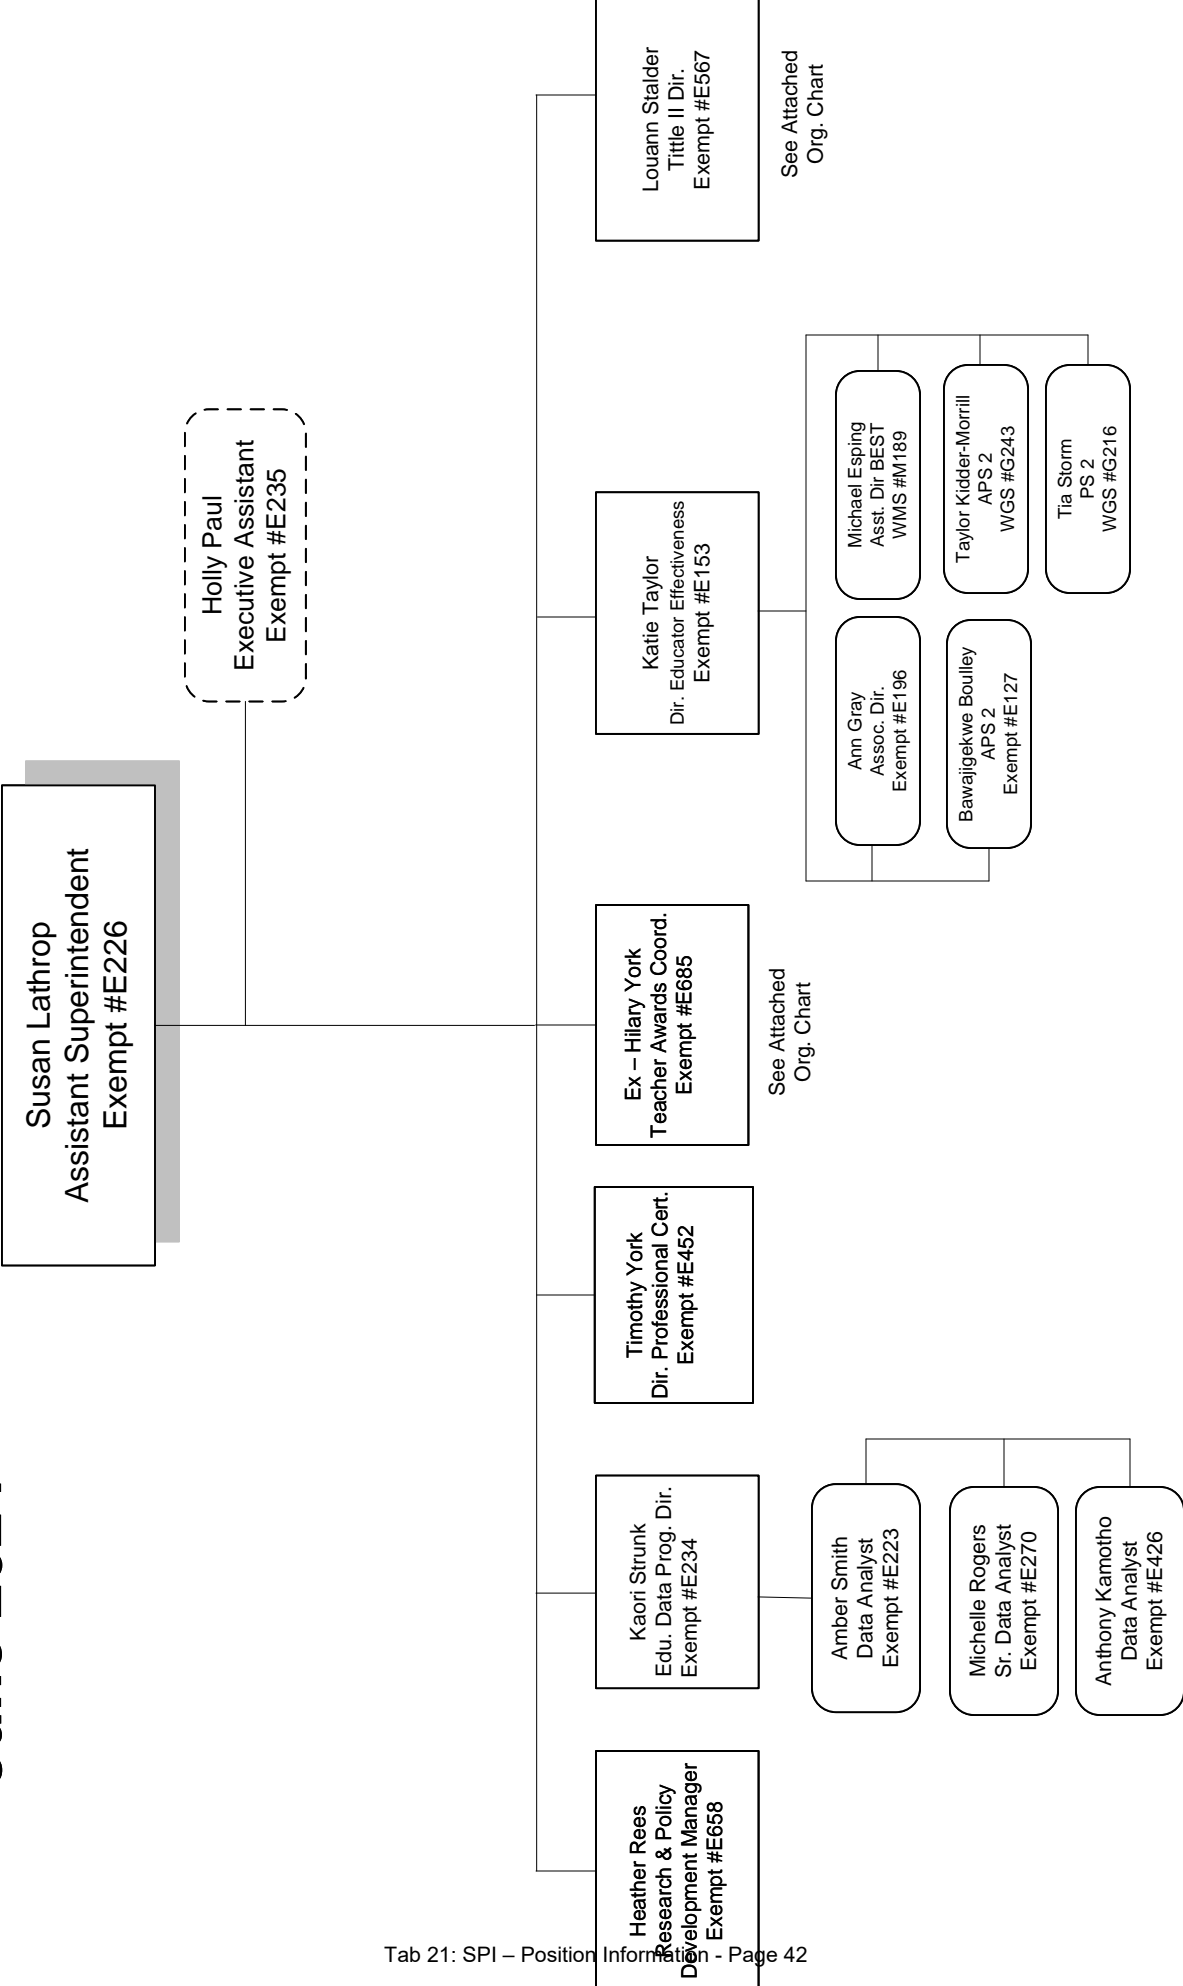 Susan Lathrop
Assistant Superintendent
Exempt #E226
Holly Paul
Executive Assistant
Exempt #E235
Heather Rees
Research & Policy
Development Manager
Exempt #E658
Kaori Strunk
Edu. Data Prog. Dir.
Exempt #E234
Timothy York
Dir. Professional Cert.
Exempt #E452
Ex – Hilary York
Teacher Awards Coord.
Exempt #E685
See Attached
Org. Chart
Katie Taylor
Dir. Educator Effectiveness
Exempt #E153
Louann Stalder
Tittle II Dir.
Exempt #E567
See Attached
Org. Chart
Amber Smith
Data Analyst
Exempt #E223
Michelle Rogers
Sr. Data Analyst
Exempt #E270
Anthony Kamotho
Data Analyst
Exempt #E426
Ann Gray
Assoc. Dir.
Exempt #E196
Bawajigekwe Boulley
APS 2
Exempt #E127
Michael Esping
Asst. Dir BEST
WMS #M189
Taylor Kidder-Morrill
APS 2
WGS #G243
Tia Storm
PS 2
WGS #G216
Tab 21: SPI – Position Information - Page 42